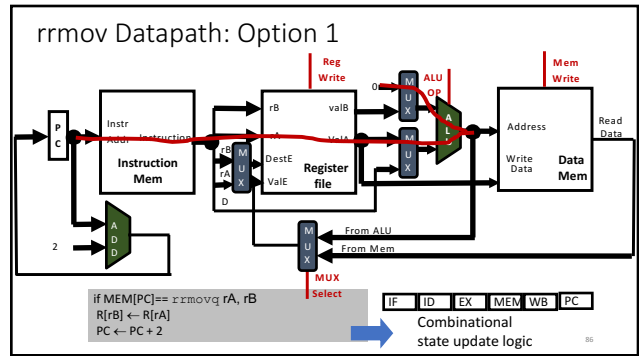 rrmov Datapath: Option 1
Reg
Write
ALU
OP
Mem
Write
0
M
U
X
P
C
Instr
Addr
Instruction
Instruction
Mem
rB
rA
valB
ValA
rB
rA
D
M
U
X
DestE
ValE
Register
file
M
U
X
A
L
Address
Write
Data
Read
Data
Data
Mem
A
D
D
2
M
U
X
From ALU
From Mem
MUX
Select
if MEM[PC]== rrmovq rA, rB
R[rB] ← R[rA]
PC ← PC + 2
IF ID EX MEM WB PC
Combinational
state update logic
86